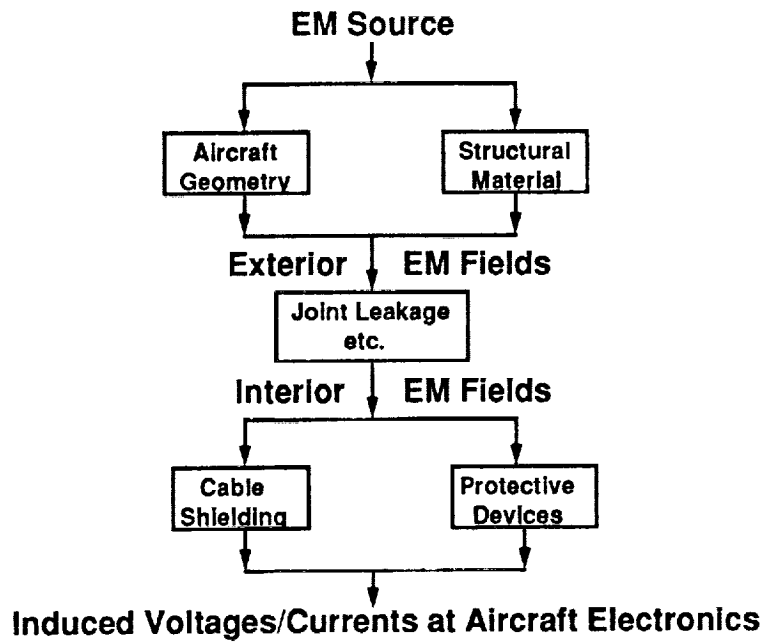 EM Source
Aircraft
Geometry
Structural
Material
Exterior EM Fields
Joint Leakage
etc.
Interior EM Fields
Cable
Shielding
Protective
Devices
Induced Voltages/Currents at Aircraft Electronics